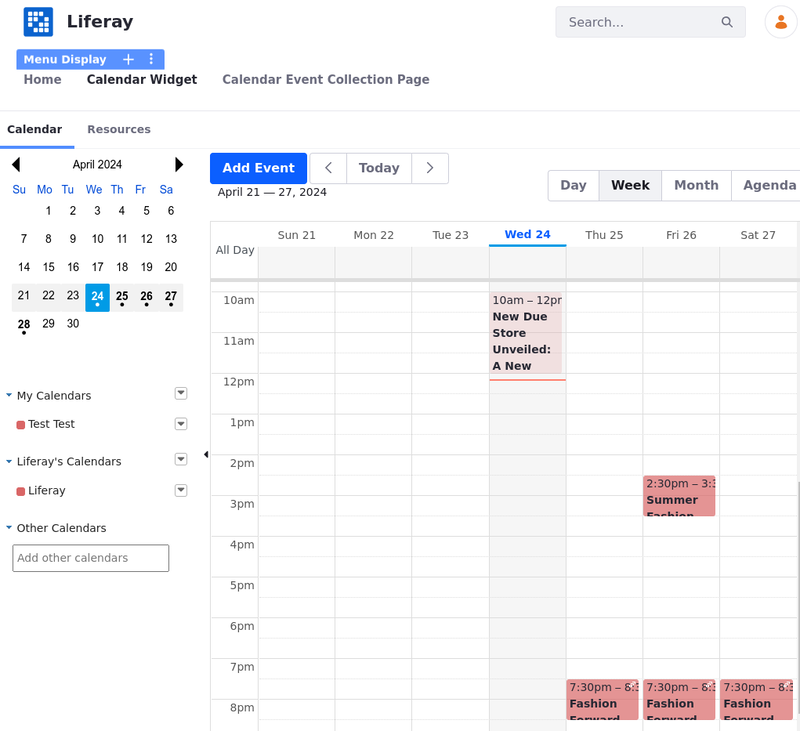 Liferay
Search...
Menu Display
Home Calendar Widget Calendar Event Collection Page
Calendar Resources
April 2024
Su Mo Tu We Th Fr Sa
1 2 3 4 5 6
7 8 9 10 11 12 13
14 15 16 17 18 19 20
21 22 23 24 25 26 27
28 29 30
My Calendars
Test Test
Liferay's Calendars
Liferay
Other Calendars
Add other calendars
Add Event Today
April 21 — 27, 2024
Day Week Month Agenda
Sun 21 Mon 22 Tue 23 Wed 24 Thu 25 Fri 26 Sat 27
All Day
10am
11am
12pm
1pm
2pm
3pm
4pm
5pm
6pm
7pm
8pm
10am – 12pm
New Due
Store
Unveiled:
A New
2:30pm – 3:3
Summer
Fashion
7:30pm – 8:3
Fashion
Forward
7:30pm – 8:3
Fashion
Forward
7:30pm – 8:3
Fashion
Forward